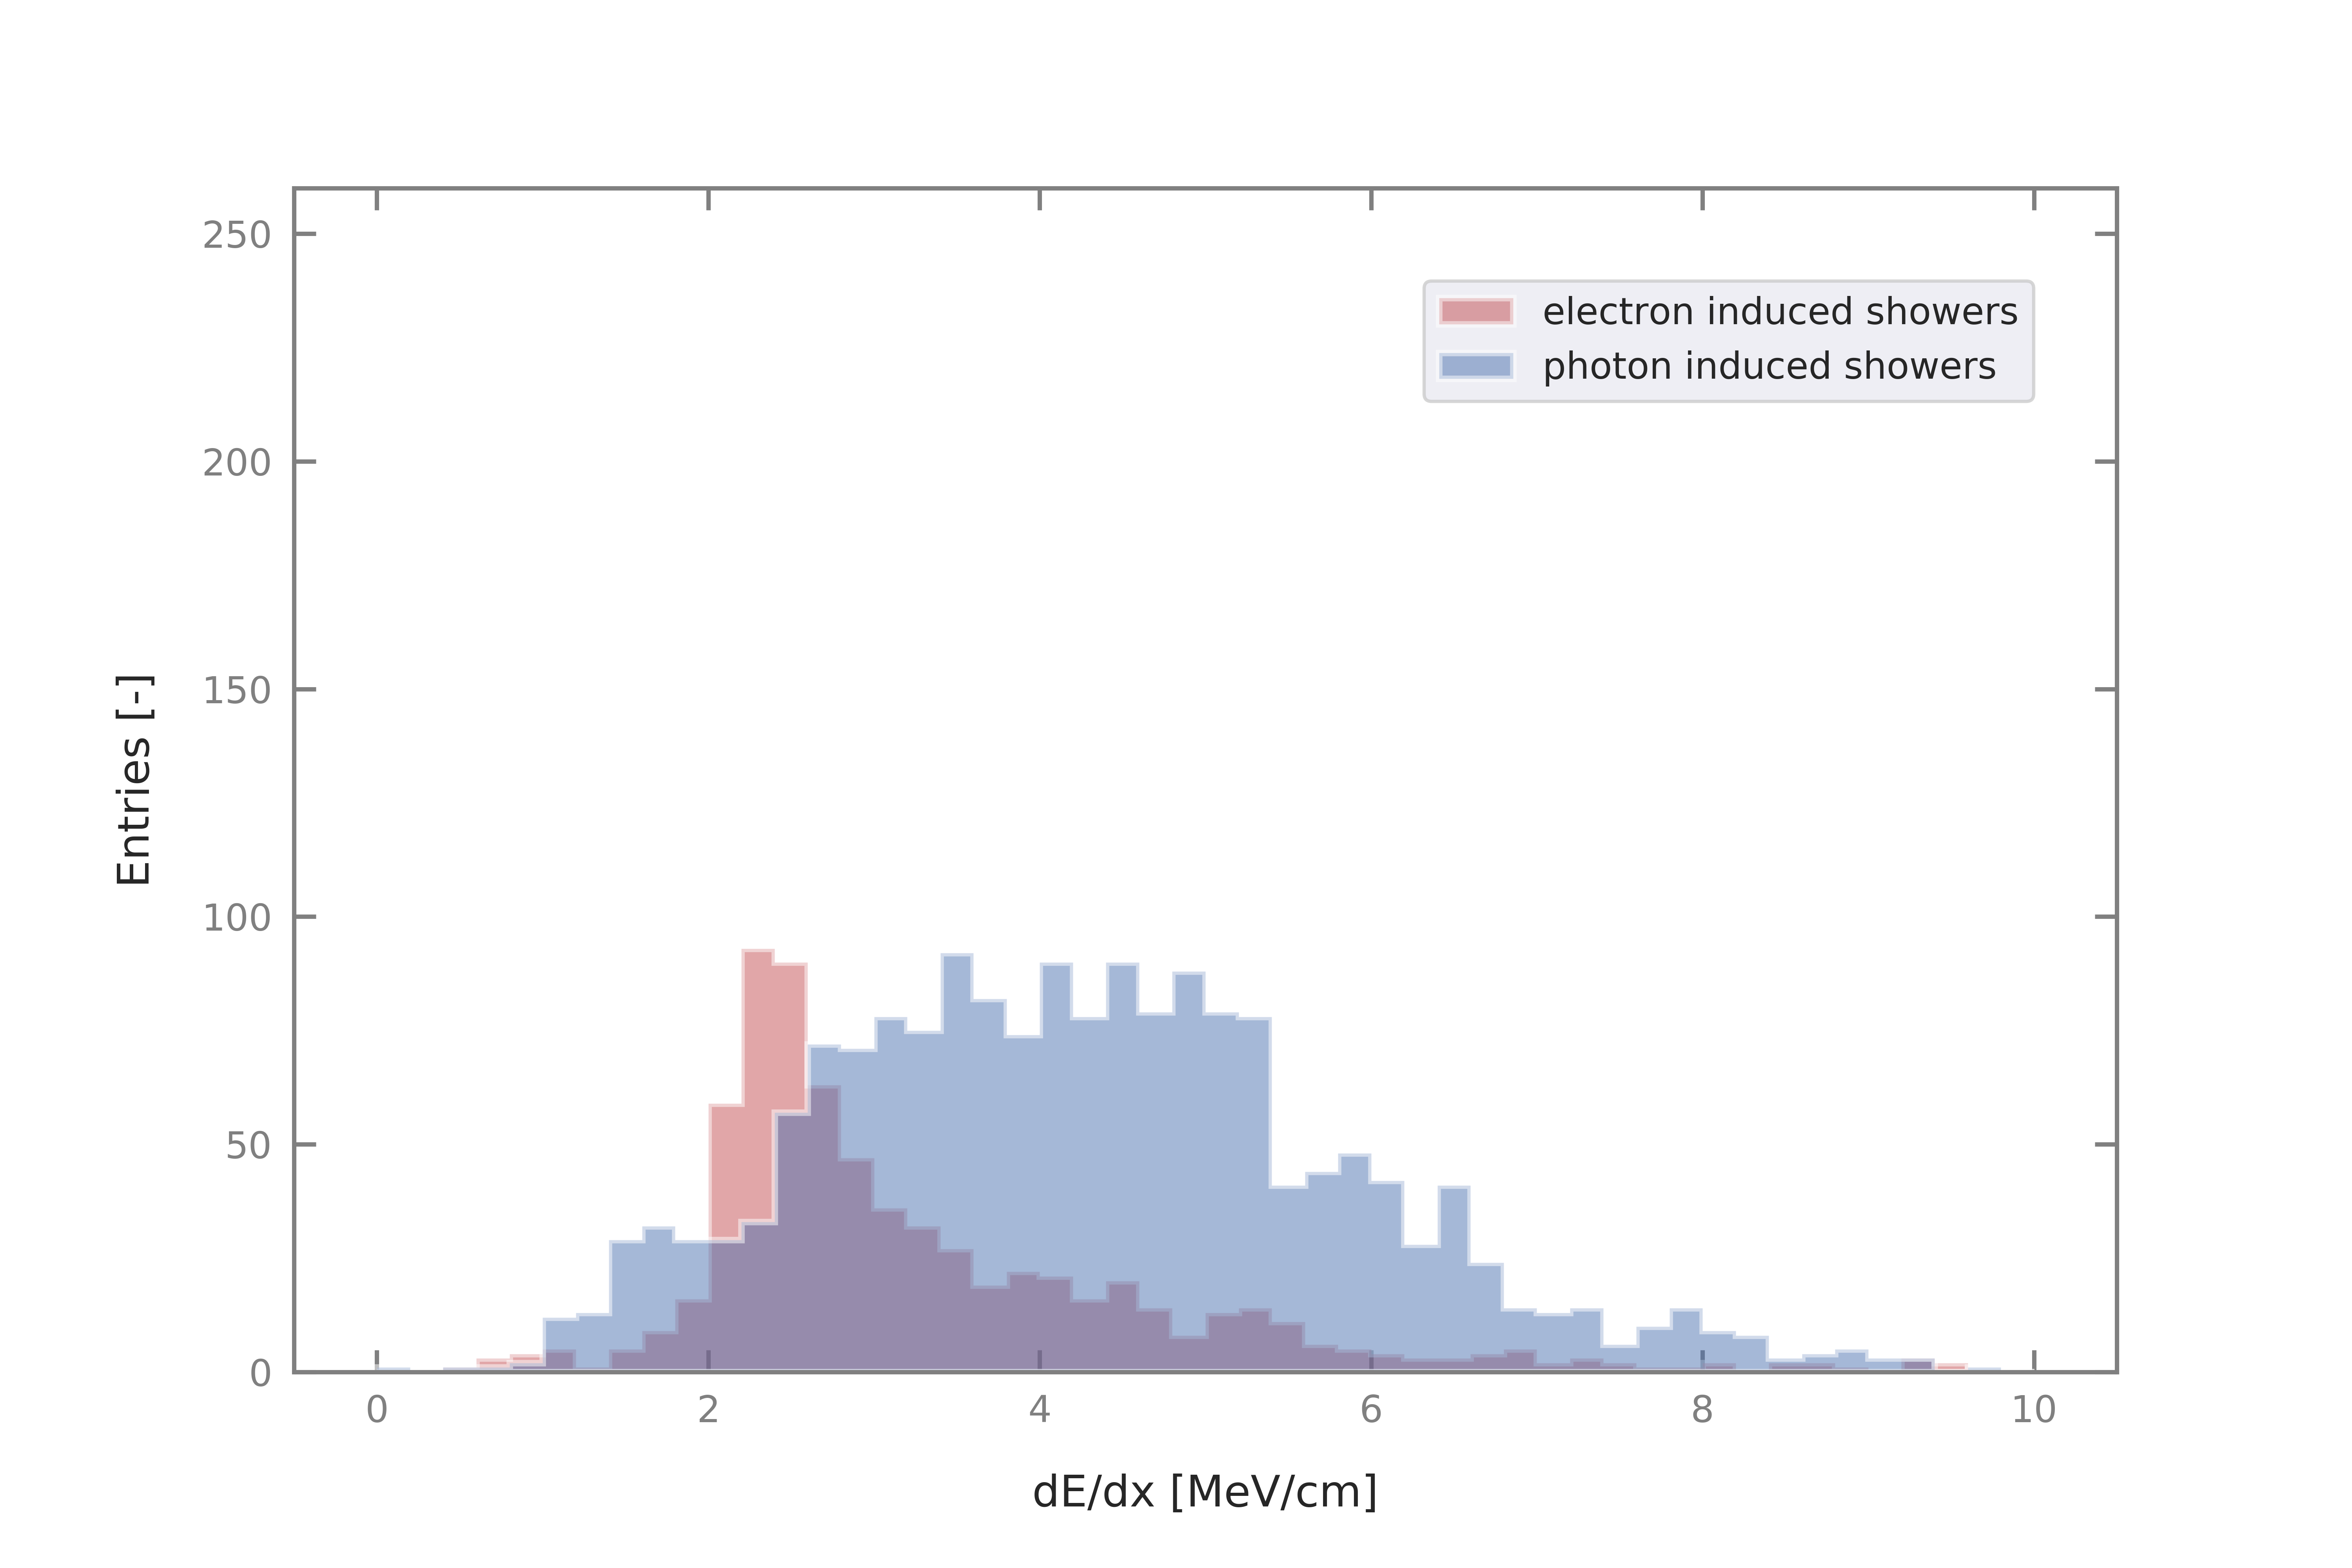 250
200
150
100
50
0
Entries [-]
electron induced showers
photon induced showers
0 2 4 6 8 10
dE/dx [MeV/cm]